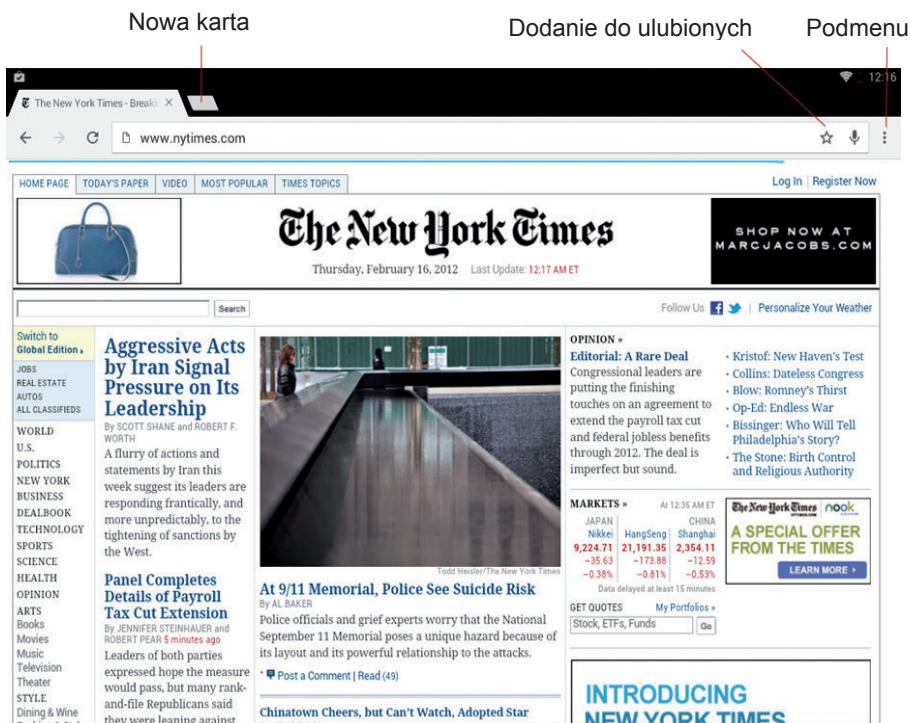 Nowa karta
Dodanie do ulubionych
Podmenu
12:16
The New York Times - Breaki
www.nytimes.com
HOME PAGE
TODAY'S PAPER
VIDEO
MOST POPULAR
TIMES TOPICS
Log In | Register Now
The New York Times
Thursday, February 16, 2012 Last Update: 12:17 AM ET
SHOP NOW AT
MARCJACOBS.COM
Search
Follow Us
Personalize Your Weather
Switch to
Global Edition
JOBS
REAL ESTATE
AUTOS
ALL CLASSIFIEDS
WORLD
U.S.
POLITICS
NEW YORK
BUSINESS
DEALBOOK
TECHNOLOGY
SPORTS
SCIENCE
HEALTH
OPINION
ARTS
Books
Movies
Music
Television
Theater
STYLE
Dining & Wine
Aggressive Acts
by Iran Signal
Pressure on Its
Leadership
By SCOTT SHANE and ROBERT F.
WORTH
A flurry of actions and
statements by Iran this
week suggest its leaders are
responding frantically, and
more unpredictably, to the
tightening of sanctions by
the West.
Panel Completes
Details of Payroll
Tax Cut Extension
By JENNIFER STEINHAUER and
ROBERT PEAR 5 minutes ago
Leaders of both parties
expressed hope the measure
would pass, but many rank-
and-file Republicans said
they were leaning against
Todd Heisler/The New York Times
At 9/11 Memorial, Police See Suicide Risk
By AL BAKER
Police officials and grief experts worry that the National
September 11 Memorial poses a unique hazard because of
its layout and its powerful relationship to the attacks.
• Post a Comment | Read (49)
Chinatown Cheers, but Can't Watch, Adopted Star
OPINION »
Editorial: A Rare Deal
Congressional leaders are
putting the finishing
touches on an agreement to
extend the payroll tax cut
and federal jobless benefits
through 2012. The deal is
imperfect but sound.
• Kristof: New Haven's Test
• Collins: Dateless Congress
• Blow: Romney's Thirst
• Op-Ed: Endless War
• Bissinger: Who Will Tell
Philadelphia's Story?
• The Stone: Birth Control
and Religious Authority
MARKETS » At 12:35 AM ET
JAPAN CHINA
Nikkei HangSeng Shanghai
9,224.71 21,191.35 2,354.11
−35.63 −173.88 −12.59
−0.38% −0.81% −0.53%
Data delayed at least 15 minutes
GET QUOTES My Portfolios »
Stock, ETFs, Funds Go
The New York Times nook
A SPECIAL OFFER
FROM THE TIMES
LEARN MORE
INTRODUCING
NEW YORK TIMES